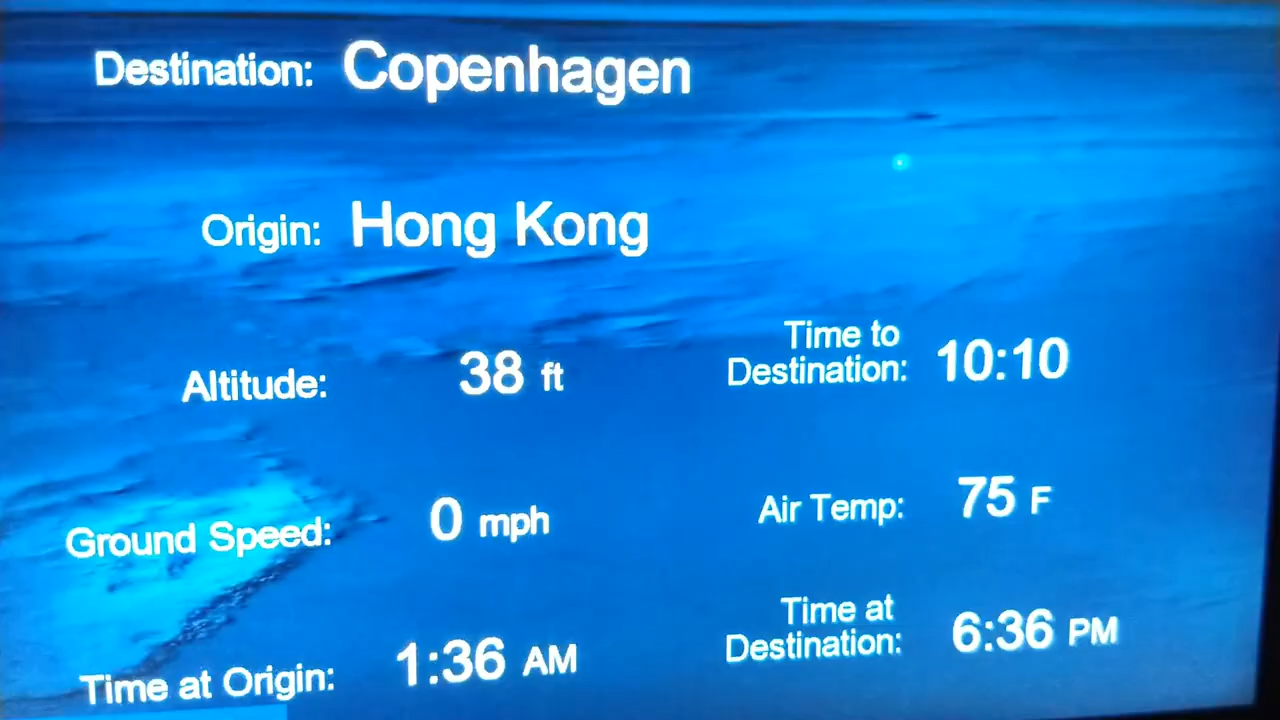 Destination: Copenhagen
Origin: Hong Kong
Altitude: 38 ft
Time to
Destination: 10:10
Ground Speed: 0 mph
Air Temp: 75 F
Time at Origin: 1:36 AM
Time at
Destination: 6:36 PM